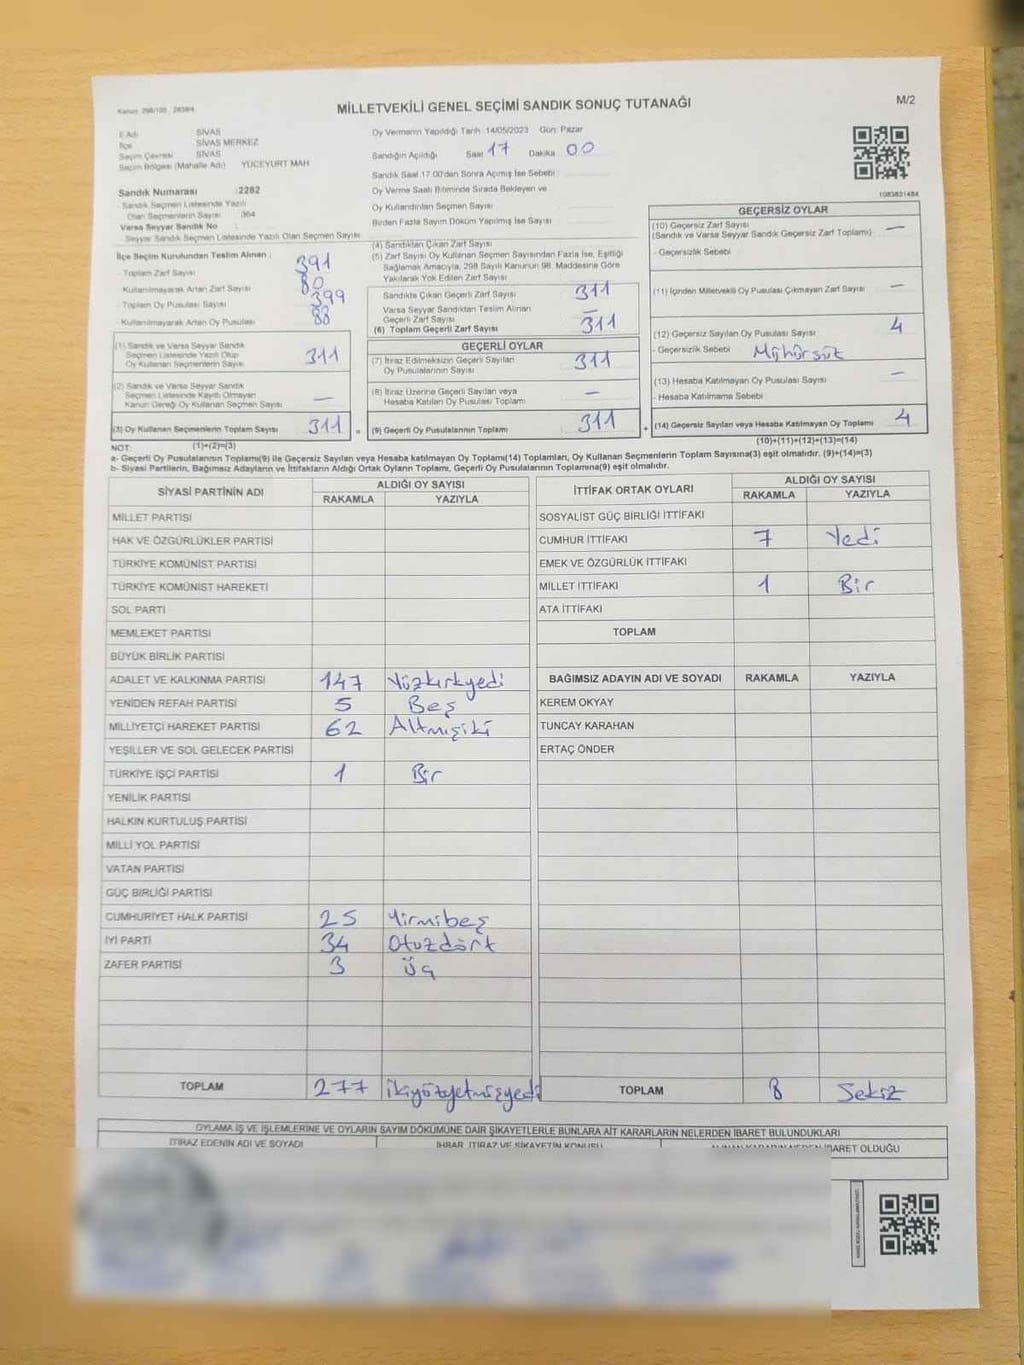 Kanun 298/105 , 2839/4
MİLLETVEKİLİ GENEL SEÇİMİ SANDIK SONUÇ TUTANAĞI
M/2
İl Adı SİVAS
İlçe SİVAS MERKEZ
Seçim Çevresi SİVAS
Seçim Bölgesi (Mahalle Adı) YÜCEYURT MAH
Sandık Numarası :2282
- Sandık Seçmen Listesinde Yazılı
Olan Seçmenlerin Sayısı 364
Varsa Seyyar Sandık No
- Seyyar Sandık Seçmen Listesinde Yazılı Olan Seçmen Sayısı
Oy Vermenin Yapıldığı Tarih 14/05/2023 Gün: Pazar
Sandığın Açıldığı Saat 17 Dakika 00
Sandık Saat 17.00'den Sonra Açımış İse Sebebi
Oy Verme Saati Bitiminde Sırada Bekleyen ve
Oy Kullandırılan Seçmen Sayısı
Birden Fazla Sayım Döküm Yapılmış İse Sayısı
İlçe Seçim Kurulundan Teslim Alınan :
- Toplam Zarf Sayısı 391
- Kullanılmayarak Artan Zarf Sayısı 80
- Toplam Oy Pusulası Sayısı 399
- Kullanılmayarak Artan Oy Pusulası 88
(1) Sandık ve Varsa Seyyar Sandık
Seçmen Listesinde Yazılı Olup
Oy Kullanan Seçmenlerin Sayısı 311
(2) Sandık ve Varsa Seyyar Sandık
Seçmen Listesinde Kayıtlı Olmayan
Kanun Gereği Oy Kullanan Seçmen Sayısı —
(3) Oy Kullanan Seçmenlerin Toplam Sayısı 311 =
(1)+(2)=(3)
(4) Sandıktan Çıkan Zarf Sayısı
(5) Zarf Sayısı Oy Kullanan Seçmen Sayısından Fazla İse, Eşitliği
Sağlamak Amacıyla, 298 Sayılı Kanunun 98. Maddesine Göre
Yakılarak Yok Edilen Zarf Sayısı
Sandıkta Çıkan Geçerli Zarf Sayısı 311
Varsa Seyyar Sandıktan Teslim Alınan
Geçerli Zarf Sayısı —
(6) Toplam Geçerli Zarf Sayısı 311
GEÇERLİ OYLAR
(7) İtiraz Edilmeksizin Geçerli Sayılan
Oy Pusulalarının Sayısı 311
(8) İtiraz Üzerine Geçerli Sayılan veya
Hesaba Katılan Oy Pusulası Toplamı —
(9) Geçerli Oy Pusulalarının Toplamı 311 +
1083831484
GEÇERSİZ OYLAR
(10) Geçersiz Zarf Sayısı —
(Sandık ve Varsa Seyyar Sandık Geçersiz Zarf Toplamı)
- Geçersizlik Sebebi
(11) İçinden Milletvekili Oy Pusulası Çıkmayan Zarf Sayısı —
(12) Geçersiz Sayılan Oy Pusulası Sayısı 4
- Geçersizlik Sebebi Mühürsüz
(13) Hesaba Katılmayan Oy Pusulası Sayısı —
- Hesaba Katılmama Sebebi
(14) Geçersiz Sayılan veya Hesaba Katılmayan Oy Toplamı 4
(10)+(11)+(12)+(13)=(14)
NOT:
a- Geçerli Oy Pusulalarının Toplamı(9) ile Geçersiz Sayılan veya Hesaba Katılmayan Oy Toplamı(14) Toplamları, Oy Kullanan Seçmenlerin Toplam Sayısına(3) eşit olmalıdır. (9)+(14)=(3)
b- Siyasi Partilerin, Bağımsız Adayların ve İttifakların Aldığı Ortak Oyların Toplamı, Geçerli Oy Pusulalarının Toplamına(9) eşit olmalıdır.
SİYASİ PARTİNİN ADI ALDIĞI OY SAYISI
RAKAMLA YAZIYLA
MİLLET PARTİSİ
HAK VE ÖZGÜRLÜKLER PARTİSİ
TÜRKİYE KOMÜNİST PARTİSİ
TÜRKİYE KOMÜNİST HAREKETİ
SOL PARTİ
MEMLEKET PARTİSİ
BÜYÜK BİRLİK PARTİSİ
ADALET VE KALKINMA PARTİSİ 147 Yüzkırkyedi
YENİDEN REFAH PARTİSİ 5 Beş
MİLLİYETÇİ HAREKET PARTİSİ 62 Altmışiki
YEŞİLLER VE SOL GELECEK PARTİSİ
TÜRKİYE İŞÇİ PARTİSİ 1 Bir
YENİLİK PARTİSİ
HALKIN KURTULUŞ PARTİSİ
MİLLİ YOL PARTİSİ
VATAN PARTİSİ
GÜÇ BİRLİĞİ PARTİSİ
CUMHURİYET HALK PARTİSİ 25 Yirmibeş
İYİ PARTİ 34 Otuzdört
ZAFER PARTİSİ 3 Üç
TOPLAM 277 ikiyüzyetmişyedi
İTTİFAK ORTAK OYLARI ALDIĞI OY SAYISI
RAKAMLA YAZIYLA
SOSYALİST GÜÇ BİRLİĞİ İTTİFAKI
CUMHUR İTTİFAKI 7 Yedi
EMEK VE ÖZGÜRLÜK İTTİFAKI
MİLLET İTTİFAKI 1 Bir
ATA İTTİFAKI
TOPLAM
BAĞIMSIZ ADAYIN ADI VE SOYADI RAKAMLA YAZIYLA
KEREM OKYAY
TUNCAY KARAHAN
ERTAÇ ÖNDER
TOPLAM 8 Sekiz
OYLAMA İŞ VE İŞLEMLERİNE VE OYLARIN SAYIM DÖKÜMÜNE DAİR ŞİKAYETLERLE BUNLARA AİT KARARLARIN NELERDEN İBARET BULUNDUKLARI
İTİRAZ EDENİN ADI VE SOYADI İHBAR, İTİRAZ VE ŞİKAYETİN KONUSU İBARET OLDUĞU